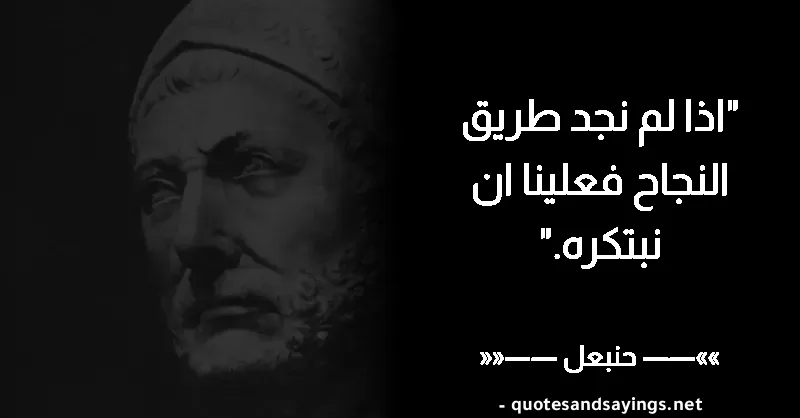 "اذا لم نجد طريق
النجاح فعلينا ان
نبتكره."
»»—— حنبعل ——««
- quotesandsayings.net